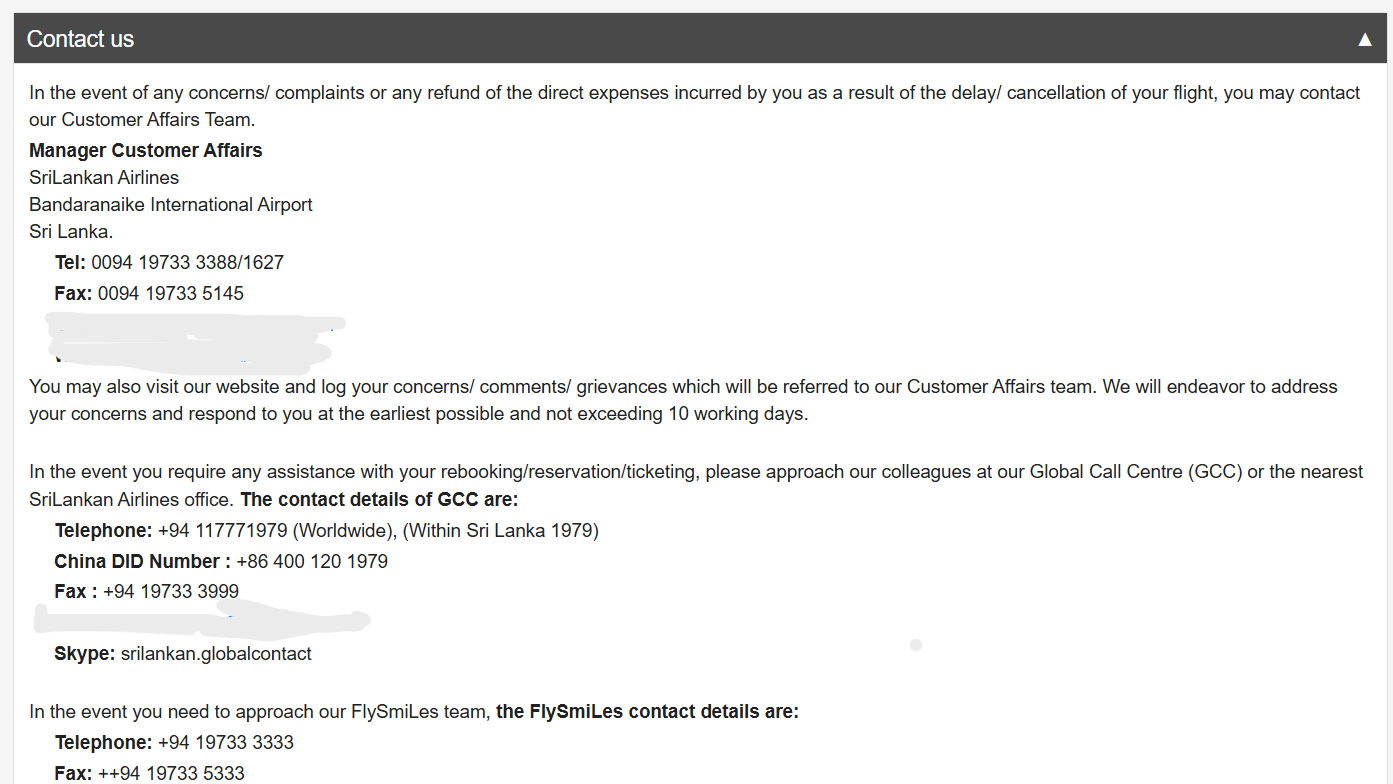 Contact us
In the event of any concerns/ complaints or any refund of the direct expenses incurred by you as a result of the delay/ cancellation of your flight, you may contact
our Customer Affairs Team.
Manager Customer Affairs
SriLankan Airlines
Bandaranaike International Airport
Sri Lanka.
Tel: 0094 19733 3388/1627
Fax: 0094 19733 5145
You may also visit our website and log your concerns/ comments/ grievances which will be referred to our Customer Affairs team. We will endeavor to address
your concerns and respond to you at the earliest possible and not exceeding 10 working days.
In the event you require any assistance with your rebooking/reservation/ticketing, please approach our colleagues at our Global Call Centre (GCC) or the nearest
SriLankan Airlines office. The contact details of GCC are:
Telephone: +94 117771979 (Worldwide), (Within Sri Lanka 1979)
China DID Number : +86 400 120 1979
Fax : +94 19733 3999
Skype: srilankan.globalcontact
In the event you need to approach our FlySmiLes team, the FlySmiLes contact details are:
Telephone: +94 19733 3333
Fax: ++94 19733 5333